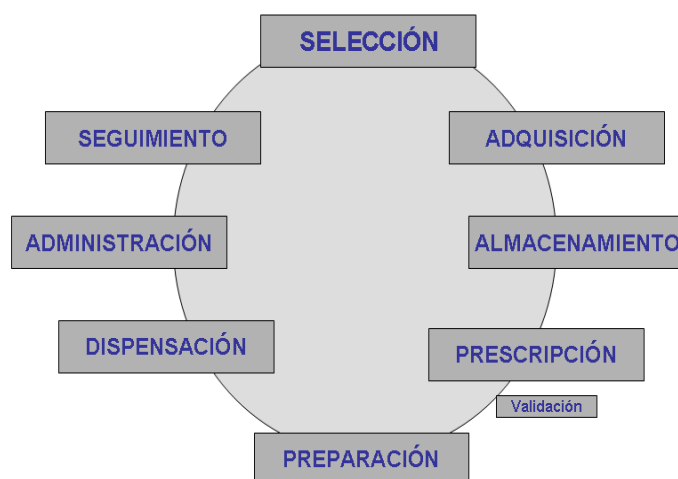 SELECCIÓN
SEGUIMIENTO
ADQUISICIÓN
ADMINISTRACIÓN
ALMACENAMIENTO
DISPENSACIÓN
PRESCRIPCIÓN
Validación
PREPARACIÓN